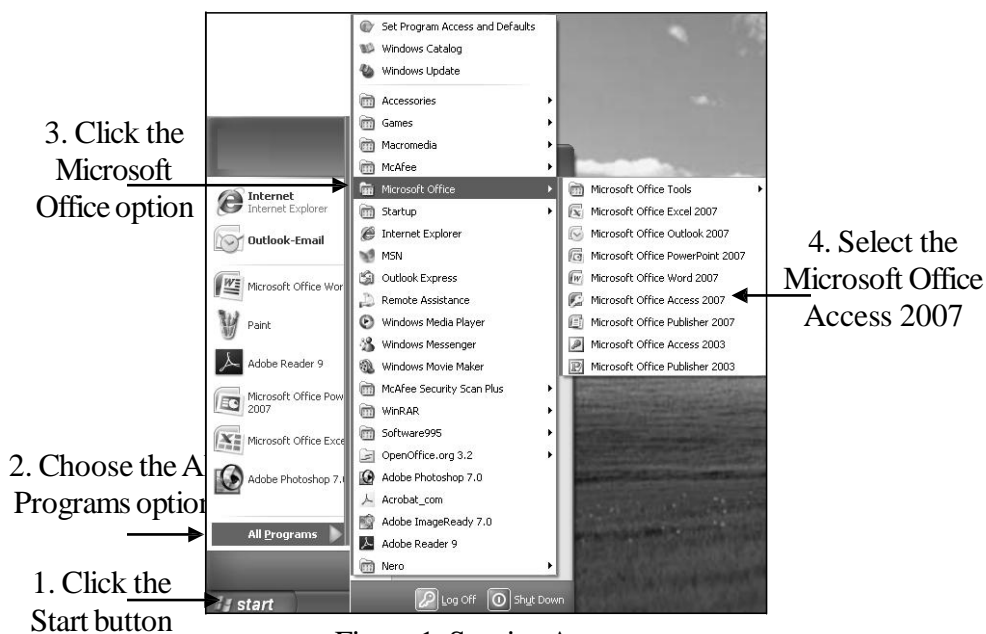 3. Click the
Microsoft
Office option
2. Choose the A
Programs option
1. Click the
Start button
Internet
Internet Explorer
Outlook-Email
Microsoft Office Wor
Paint
Adobe Reader 9
Microsoft Office Pow
2007
Microsoft Office Exce
Adobe Photoshop 7.
All Programs
start
Set Program Access and Defaults
Windows Catalog
Windows Update
Accessories
Games
Macromedia
McAfee
Microsoft Office
Startup
Internet Explorer
MSN
Outlook Express
Remote Assistance
Windows Media Player
Windows Messenger
Windows Movie Maker
McAfee Security Scan Plus
WinRAR
Software995
OpenOffice.org 3.2
Adobe Photoshop 7.0
Acrobat_com
Adobe ImageReady 7.0
Adobe Reader 9
Nero
Log Off
Shut Down
Microsoft Office Tools
Microsoft Office Excel 2007
Microsoft Office Outlook 2007
Microsoft Office PowerPoint 2007
Microsoft Office Word 2007
Microsoft Office Access 2007
Microsoft Office Publisher 2007
Microsoft Office Access 2003
Microsoft Office Publisher 2003
4. Select the
Microsoft Office
Access 2007